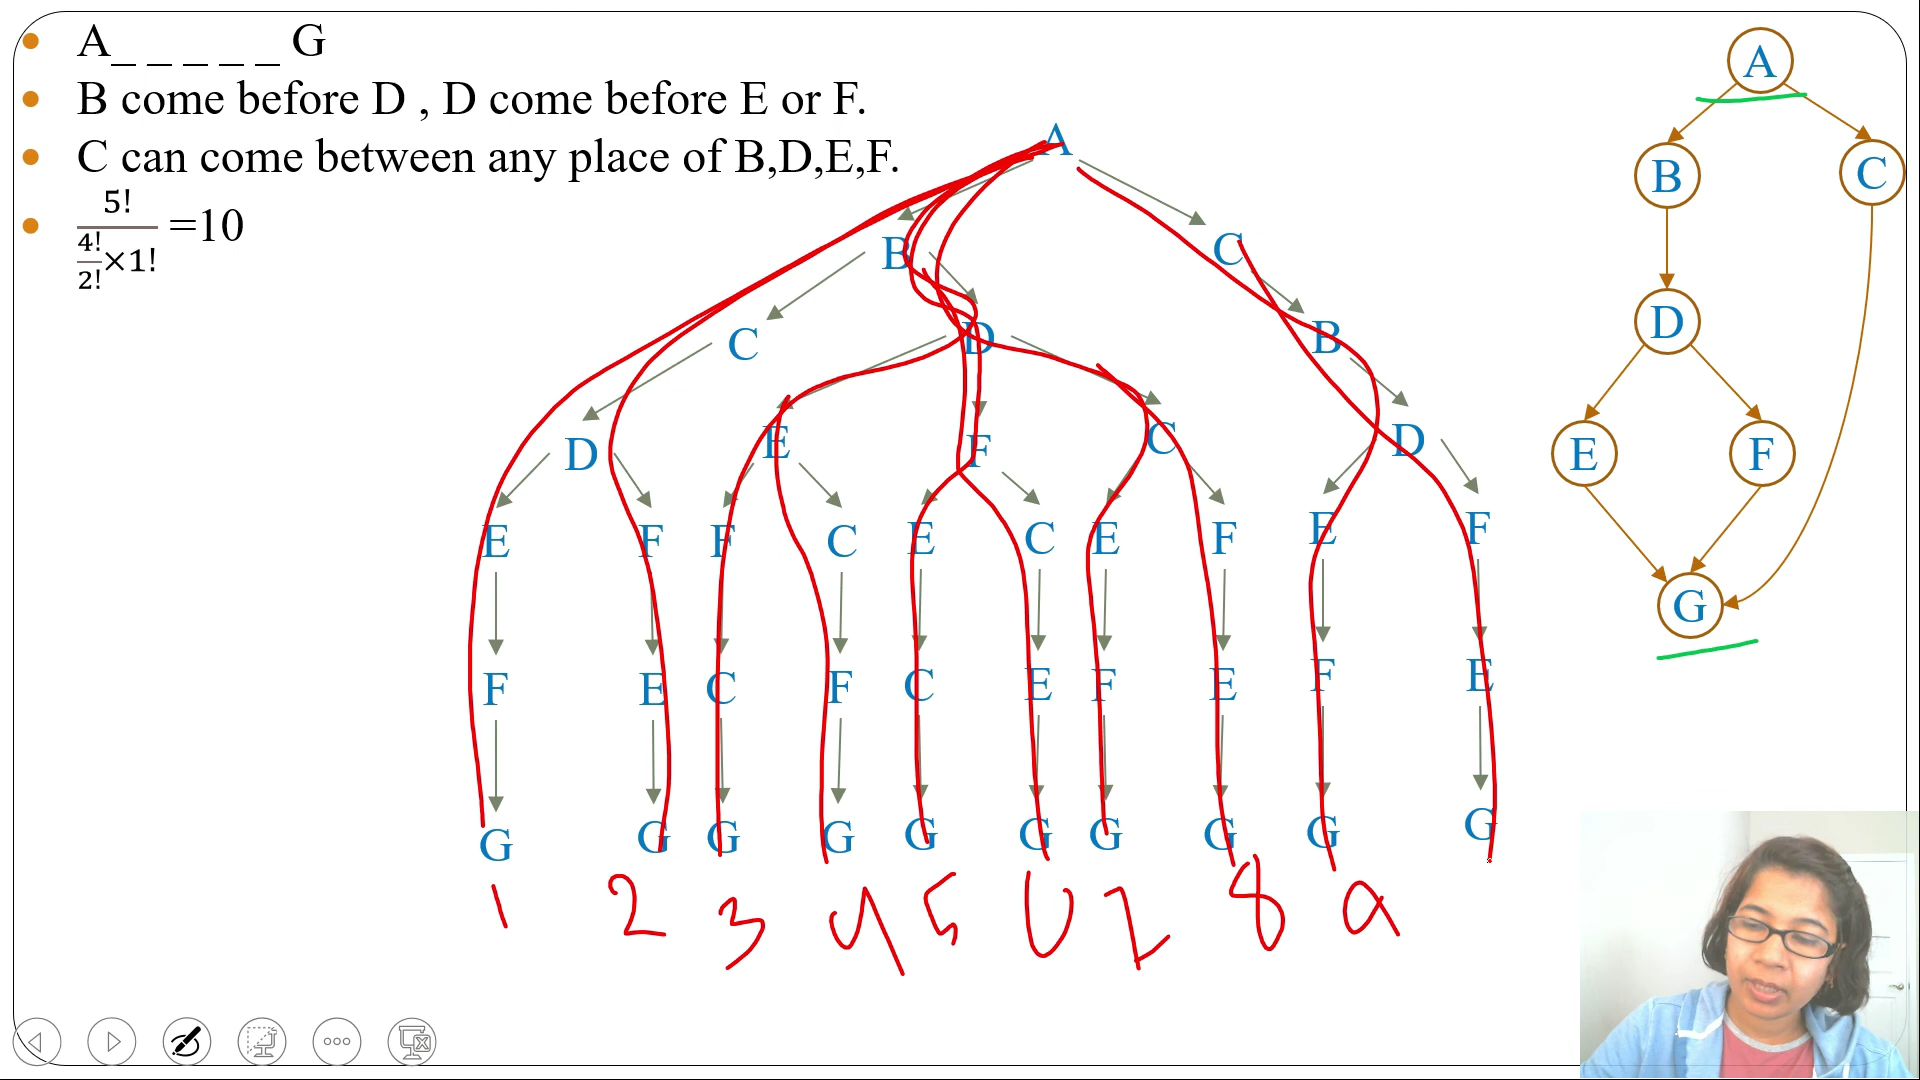 A_ _ _ _ _ G
B come before D , D come before E or F.
C can come between any place of B,D,E,F.
5!
4!
2!
×1!
=10
A
B C
C D B
D E F C D
E F F C E C E F E F
F E C F C E F E F E
G G G G G G G G G G
1 2 3 4 5 6 7 8 9
A
B C
D
E F
G